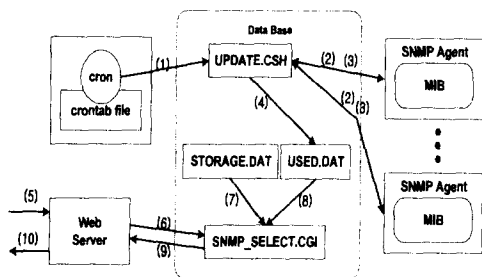 Data Base
cron
crontab file
(1)
UPDATE.CSH
(2) (3)
SNMP Agent
MIB
(2)
(3)
(4)
STORAGE.DAT
USED.DAT
SNMP Agent
MIB
(5)
(7)
(8)
Web
Server
(6)
(9)
SNMP_SELECT.CGI
(10)